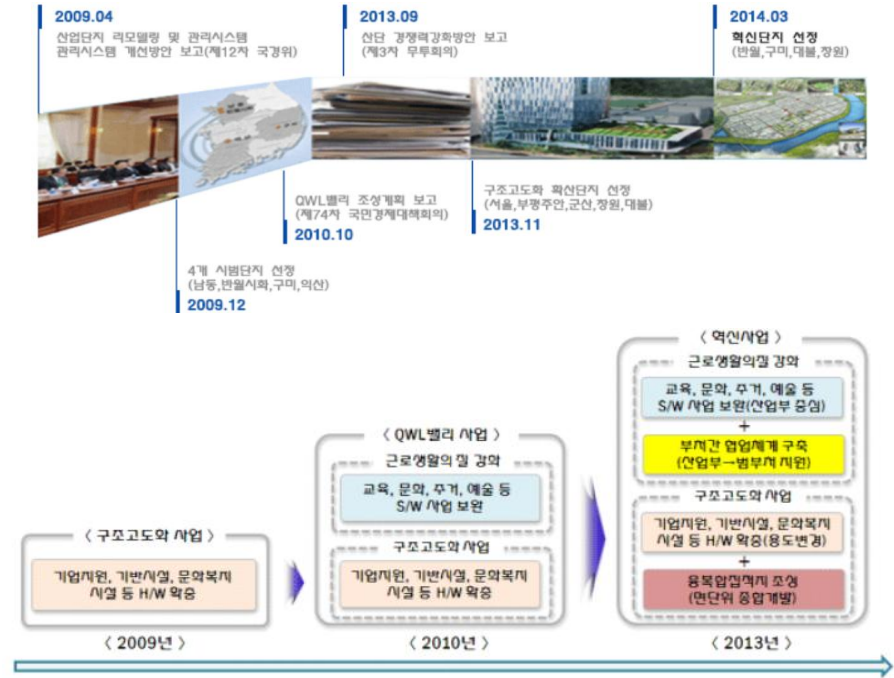 2009.04
산업단지 리모델링 및 관리시스템
관리시스템 개선방안 보고(제12차 국경위)
2013.09
산단 경쟁력강화방안 보고
(제3차 무투회의)
2014.03
혁신단지 선정
(반월,구미,대불,창원)
QWL밸리 조성계획 보고
(제74차 국민경제대책회의)
2010.10
구조고도화 확산단지 선정
(서울,부평주안,군산,창원,대불)
2013.11
4개 시범단지 선정
(남동,반월시화,구미,익산)
2009.12
< 구조고도화 사업 >
기업지원, 기반시설, 문화복지
시설 등 H/W 확충
< 2009년 >
< QWL밸리 사업 >
근로생활의질 강화
교육, 문화, 주거, 예술 등
S/W 사업 보완
구조고도화 사업
기업지원, 기반시설, 문화복지
시설 등 H/W 확충
< 2010년 >
< 혁신사업 >
근로생활의질 강화
교육, 문화, 주거, 예술 등
S/W 사업 보완(산업부 중심)
+
부처간 협업체계 구축
(산업부→범부처 지원)
구조고도화 사업
기업지원, 기반시설, 문화복지
시설 등 H/W 확충(용도변경)
+
융복합집적지 조성
(면단위 종합개발)
< 2013년 >